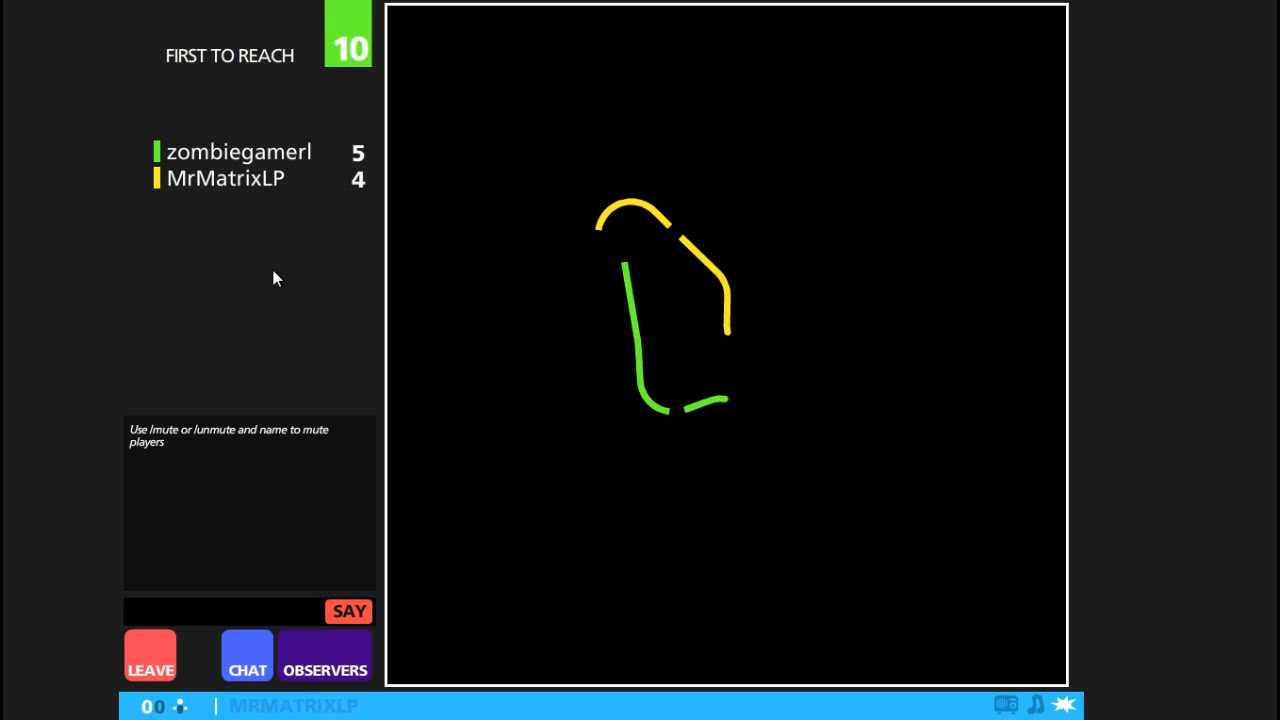 FIRST TO REACH 10
zombiegamerl 5
MrMatrixLP 4
Use /mute or /unmute and name to mute
players
SAY
LEAVE CHAT OBSERVERS
00 MRMATRIXLP